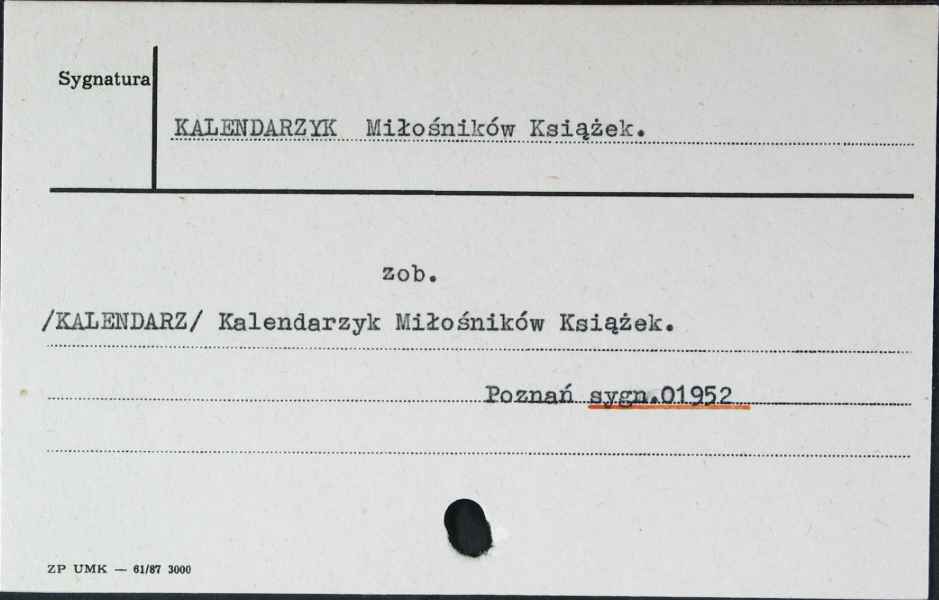 Sygnatura
KALENDARZYK Miłośników Książek.
zob.
/KALENDARZ/ Kalendarzyk Miłośników Książek.
Poznań sygn.01952
ZP UMK — 61/87 3000